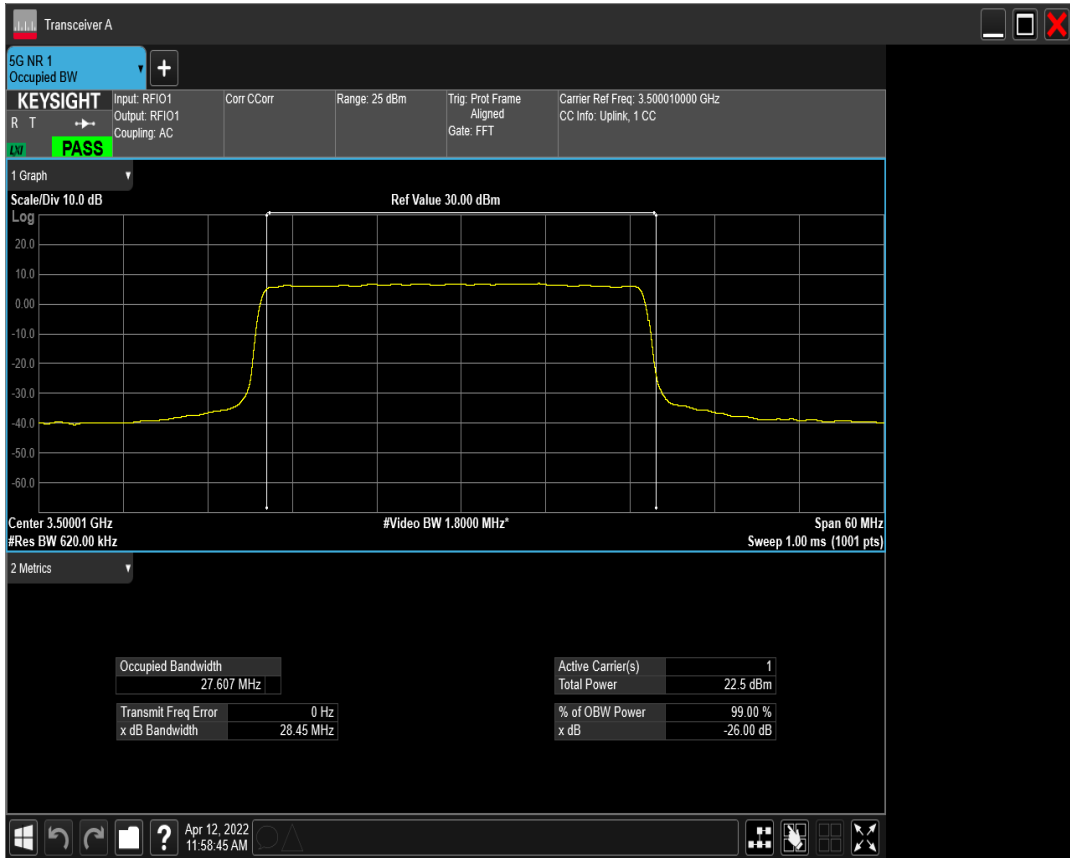 Transceiver A
5G NR 1
Occupied BW
+
KEYSIGHT
R T
LXI
PASS
Input: RFIO1
Output: RFIO1
Coupling: AC
Corr CCorr
Range: 25 dBm
Trig: Prot Frame
Aligned
Gate: FFT
Carrier Ref Freq: 3.500010000 GHz
CC Info: Uplink, 1 CC
1 Graph
Scale/Div 10.0 dB
Ref Value 30.00 dBm
Log
20.0
10.0
0.00
-10.0
-20.0
-30.0
-40.0
-50.0
-60.0
Center 3.50001 GHz
#Video BW 1.8000 MHz*
Span 60 MHz
#Res BW 620.00 kHz
Sweep 1.00 ms (1001 pts)
2 Metrics
Occupied Bandwidth
27.607 MHz
Transmit Freq Error 0 Hz
x dB Bandwidth 28.45 MHz
Active Carrier(s) 1
Total Power 22.5 dBm
% of OBW Power 99.00 %
x dB -26.00 dB
?
Apr 12, 2022
11:58:45 AM